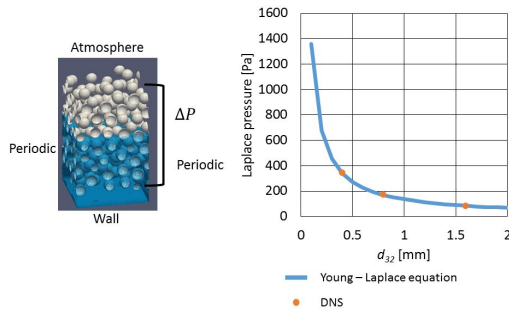 Atmosphere
ΔP
Periodic
Periodic
Wall
Laplace pressure [Pa]
1600
1400
1200
1000
800
600
400
200
0
0 0.5 1 1.5 2
d32 [mm]
Young – Laplace equation
DNS